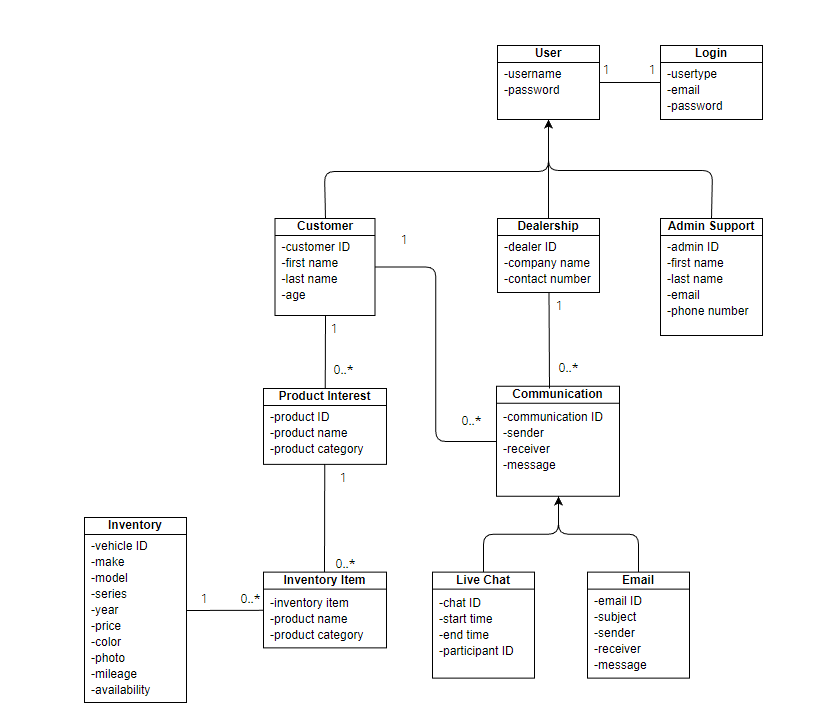 User
-username
-password
1
1
Login
-usertype
-email
-password
Customer
-customer ID
-first name
-last name
-age
1
Dealership
-dealer ID
-company name
-contact number
Admin Support
-admin ID
-first name
-last name
-email
-phone number
1
1
0..*
0..*
Product Interest
-product ID
-product name
-product category
0..*
Communication
-communication ID
-sender
-receiver
-message
1
Inventory
-vehicle ID
-make
-model
-series
-year
-price
-color
-photo
-mileage
-availability
1
0..*
0..*
Inventory Item
-inventory item
-product name
-product category
Live Chat
-chat ID
-start time
-end time
-participant ID
Email
-email ID
-subject
-sender
-receiver
-message